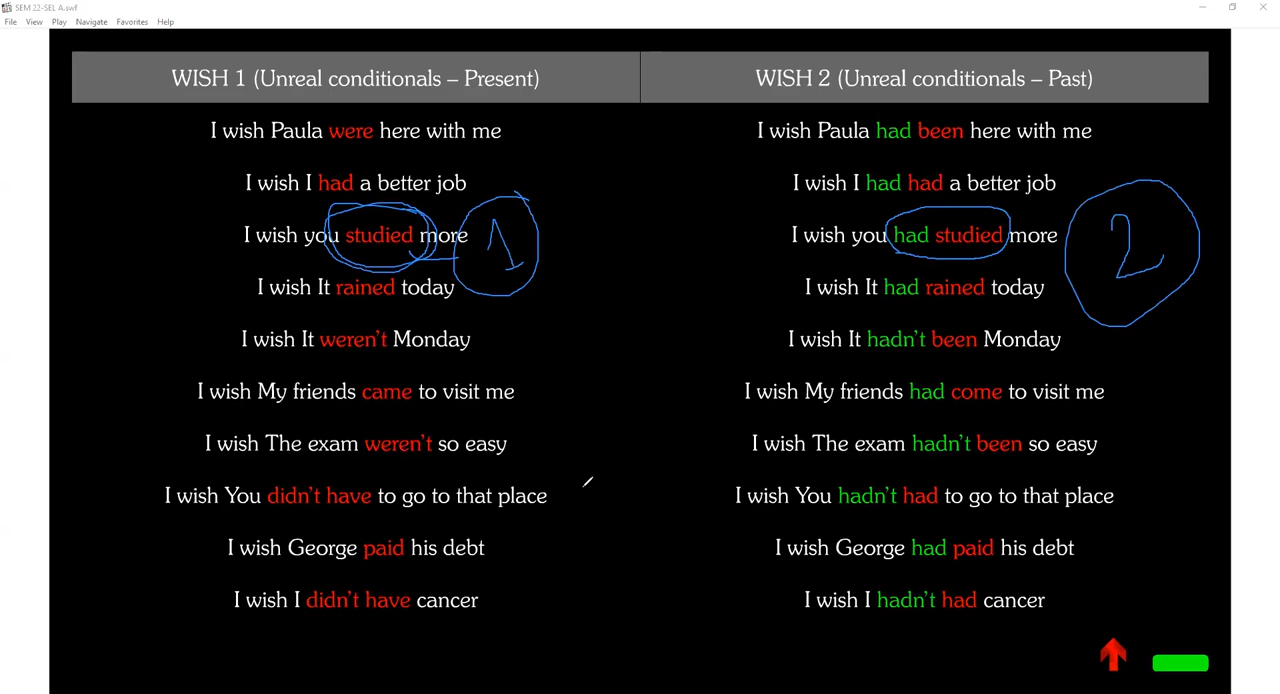 SEM 22-SEL A.swf
File View Play Navigate Favorites Help
WISH 1 (Unreal conditionals – Present)
I wish Paula were here with me
I wish I had a better job
I wish you studied more
1
I wish It rained today
I wish It weren't Monday
I wish My friends came to visit me
I wish The exam weren't so easy
I wish You didn't have to go to that place
I wish George paid his debt
I wish I didn't have cancer
WISH 2 (Unreal conditionals – Past)
I wish Paula had been here with me
I wish I had had a better job
I wish you had studied more
2
I wish It had rained today
I wish It hadn't been Monday
I wish My friends had come to visit me
I wish The exam hadn't been so easy
I wish You hadn't had to go to that place
I wish George had paid his debt
I wish I hadn't had cancer